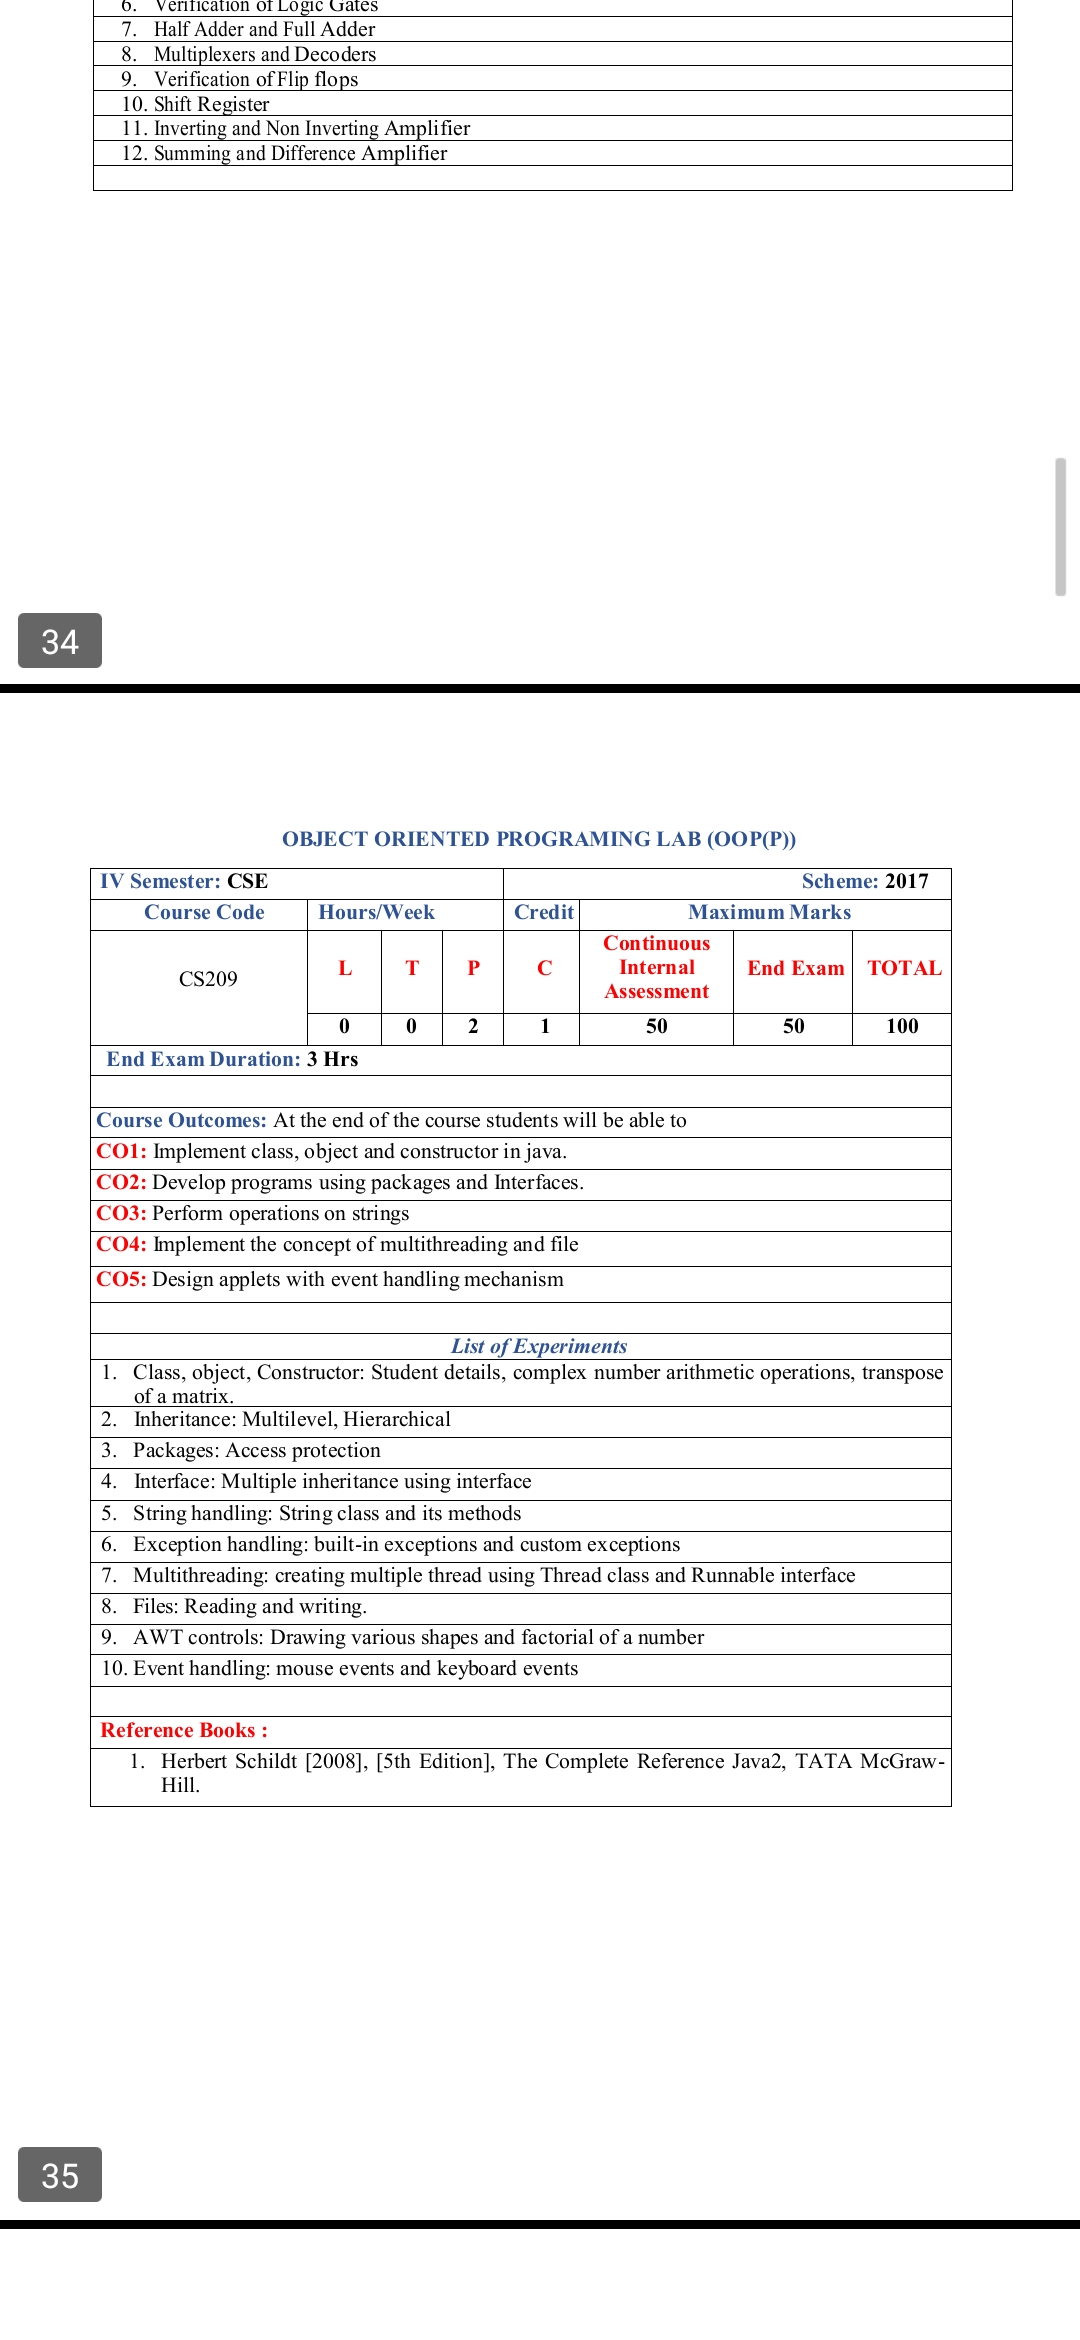 6. Verification of Logic Gates
7. Half Adder and Full Adder
8. Multiplexers and Decoders
9. Verification of Flip flops
10. Shift Register
11. Inverting and Non Inverting Amplifier
12. Summing and Difference Amplifier
34
OBJECT ORIENTED PROGRAMING LAB (OOP(P))
IV Semester: CSE Scheme: 2017
Course Code Hours/Week Credit Maximum Marks
CS209 L T P C Continuous Internal Assessment End Exam TOTAL
0 0 2 1 50 50 100
End Exam Duration: 3 Hrs
Course Outcomes: At the end of the course students will be able to
CO1: Implement class, object and constructor in java.
CO2: Develop programs using packages and Interfaces.
CO3: Perform operations on strings
CO4: Implement the concept of multithreading and file
CO5: Design applets with event handling mechanism
List of Experiments
1. Class, object, Constructor: Student details, complex number arithmetic operations, transpose
of a matrix.
2. Inheritance: Multilevel, Hierarchical
3. Packages: Access protection
4. Interface: Multiple inheritance using interface
5. String handling: String class and its methods
6. Exception handling: built-in exceptions and custom exceptions
7. Multithreading: creating multiple thread using Thread class and Runnable interface
8. Files: Reading and writing.
9. AWT controls: Drawing various shapes and factorial of a number
10. Event handling: mouse events and keyboard events
Reference Books :
1. Herbert Schildt [2008], [5th Edition], The Complete Reference Java2, TATA McGraw-
Hill.
35